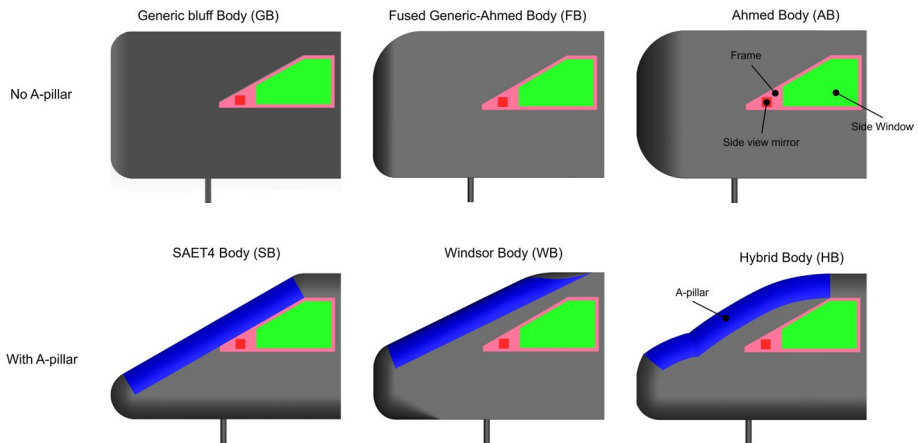 Generic bluff Body (GB)
Fused Generic-Ahmed Body (FB)
Ahmed Body (AB)
No A-pillar
Frame
Side Window
Side view mirror
SAET4 Body (SB)
Windsor Body (WB)
Hybrid Body (HB)
A-pillar
With A-pillar